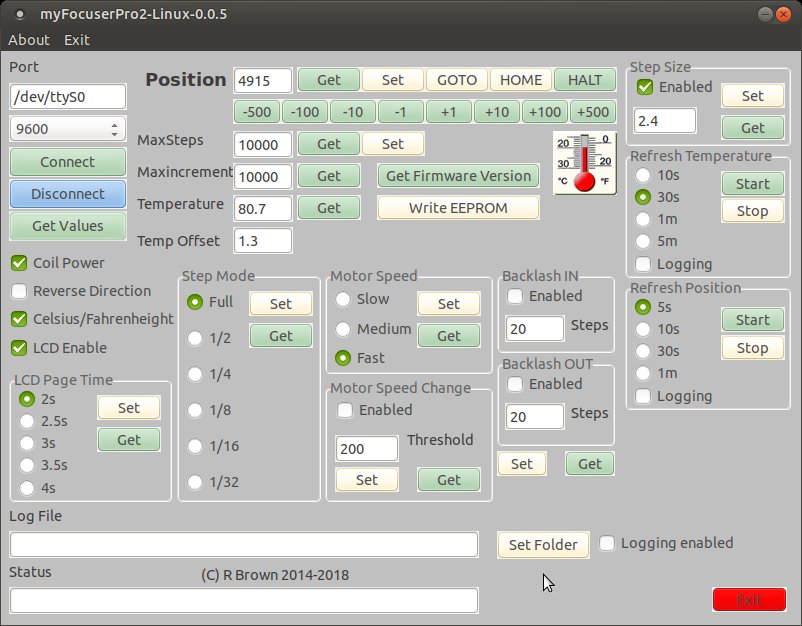 myFocuserPro2-Linux-0.0.5
About Exit
Port
/dev/ttyS0
9600
Connect
Disconnect
Get Values
Position 4915 Get Set GOTO HOME HALT
-500 -100 -10 -1 +1 +10 +100 +500
MaxSteps 10000 Get Set
Maxincrement 10000 Get Get Firmware Version
Temperature 80.7 Get Write EEPROM
Temp Offset 1.3
20 0
30 20
°C °F
Step Size
Enabled Set
2.4 Get
Refresh Temperature
10s Start
30s Stop
1m
5m
Logging
Refresh Position
5s Start
10s Stop
30s
1m
Logging
Coil Power
Reverse Direction
Celsius/Fahrenheight
LCD Enable
LCD Page Time
2s Set
2.5s
3s Get
3.5s
4s
Step Mode
Full Set
1/2 Get
1/4
1/8
1/16
1/32
Motor Speed
Slow Set
Medium Get
Fast
Motor Speed Change
Enabled
200 Threshold
Set Get
Backlash IN
Enabled
20 Steps
Backlash OUT
Enabled
20 Steps
Set Get
Log File
Set Folder Logging enabled
Status (C) R Brown 2014-2018
Exit